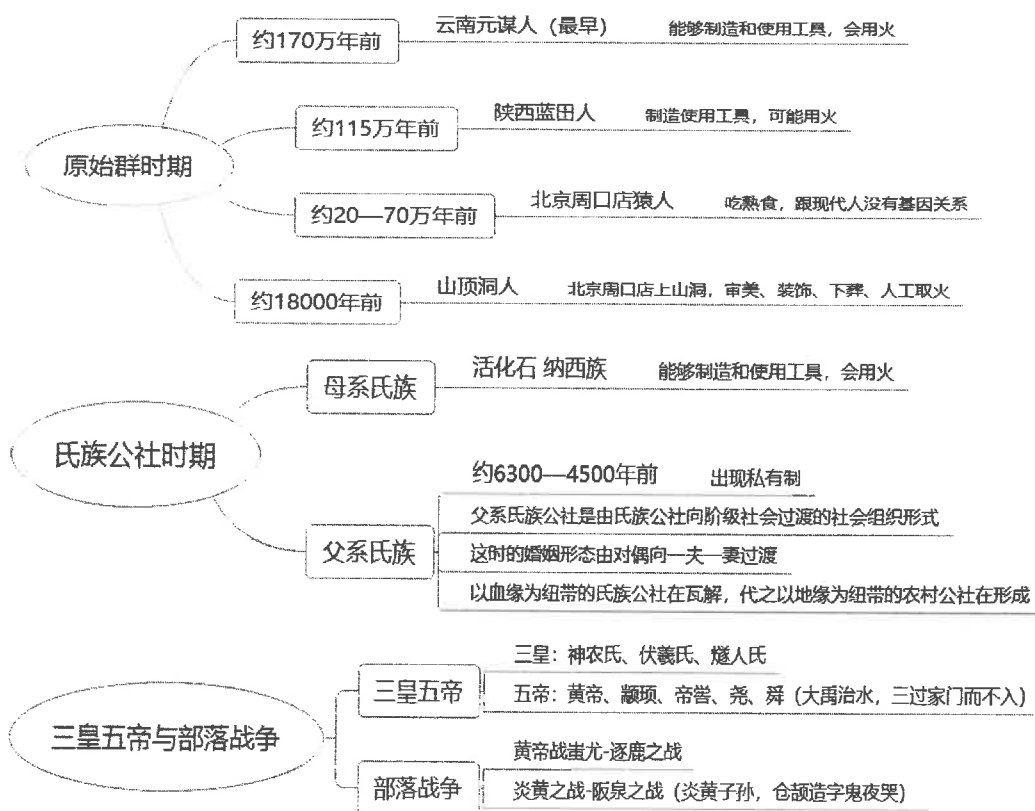 约170万年前 云南元谋人（最早） 能够制造和使用工具，会用火
约115万年前 陕西蓝田人 制造使用工具，可能用火
原始群时期
约20—70万年前 北京周口店猿人 吃熟食，跟现代人没有基因关系
约18000年前 山顶洞人 北京周口店上山洞，审美、装饰、下葬、人工取火
母系氏族 活化石 纳西族 能够制造和使用工具，会用火
氏族公社时期
约6300—4500年前 出现私有制
父系氏族公社是由氏族公社向阶级社会过渡的社会组织形式
父系氏族
这时的婚姻形态由对偶向一夫一妻过渡
以血缘为纽带的氏族公社在瓦解，代之以地缘为纽带的农村公社在形成
三皇：神农氏、伏羲氏、燧人氏
三皇五帝
五帝：黄帝、颛顼、帝喾、尧、舜（大禹治水，三过家门而不入）
三皇五帝与部落战争
黄帝战蚩尤-逐鹿之战
部落战争
炎黄之战-阪泉之战（炎黄子孙，仓颉造字鬼夜哭）